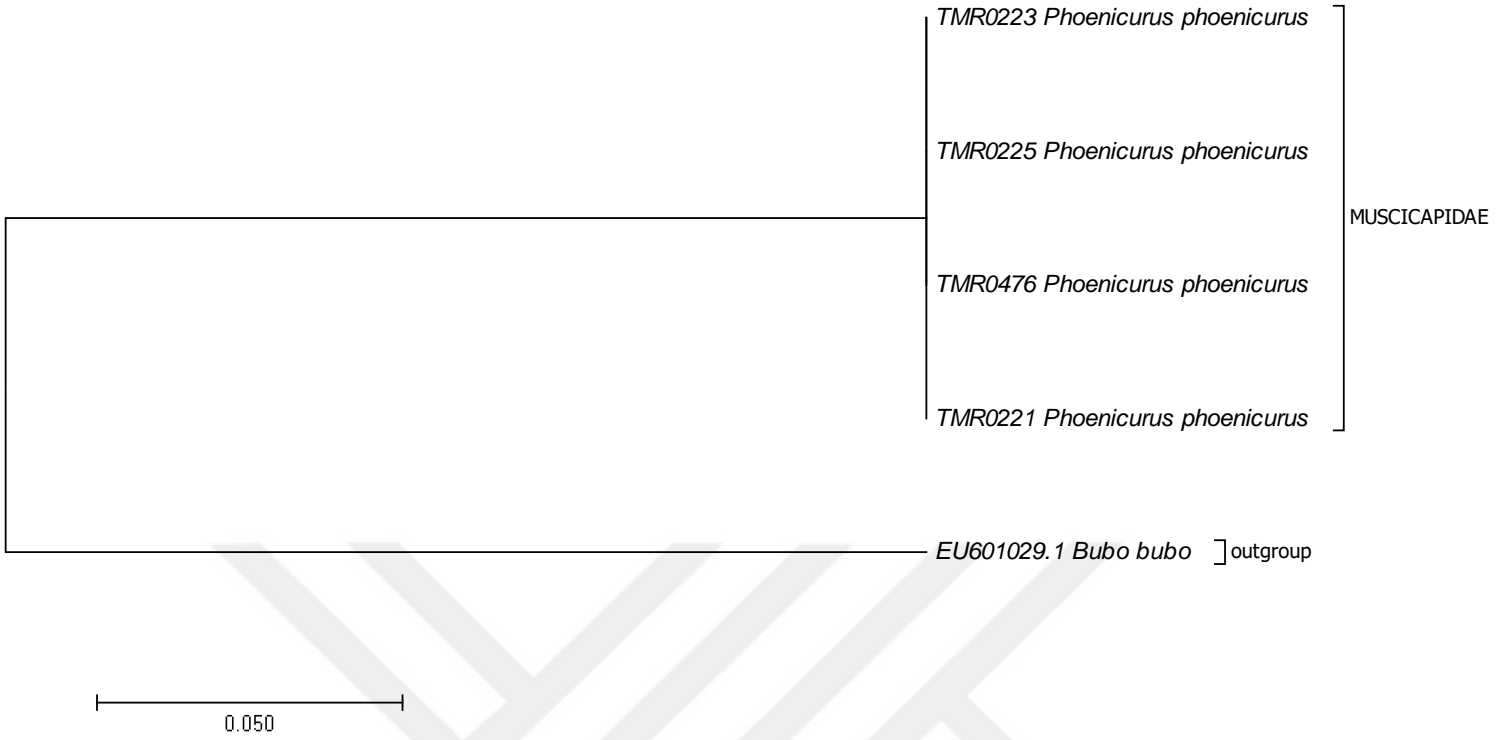 TMR0223 Phoenicurus phoenicurus
TMR0225 Phoenicurus phoenicurus
MUSCICAPIDAE
TMR0476 Phoenicurus phoenicurus
TMR0221 Phoenicurus phoenicurus
EU601029.1 Bubo bubo outgroup
0.050